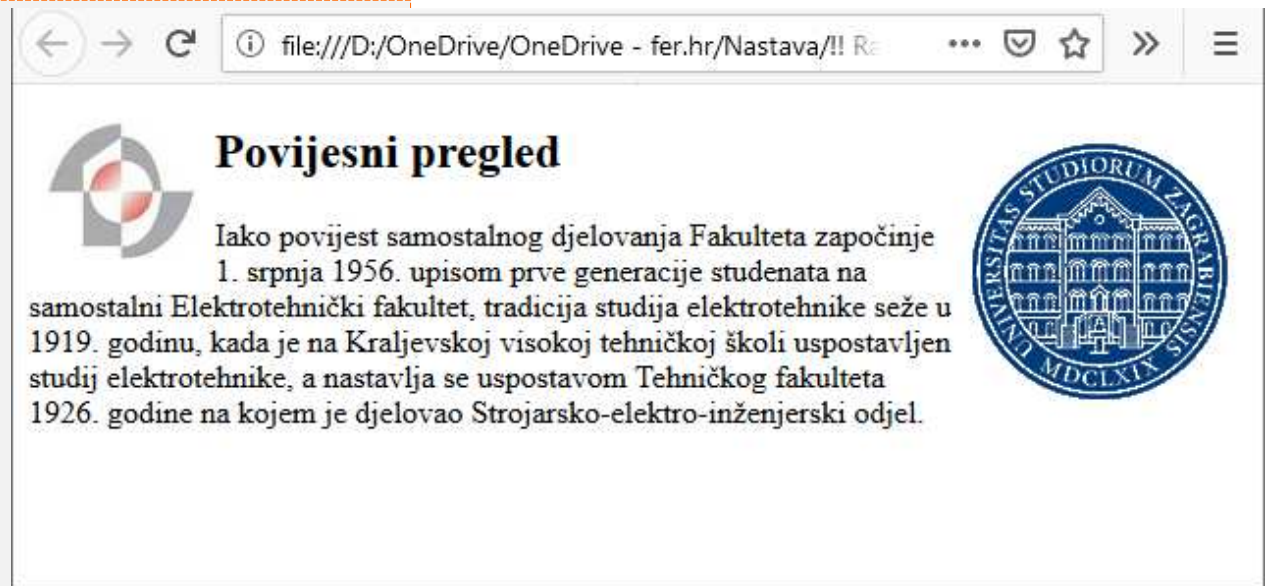 file:///D:/OneDrive/OneDrive - fer.hr/Nastava/!! Ra
Povijesni pregled
Iako povijest samostalnog djelovanja Fakulteta započinje
1. srpnja 1956. upisom prve generacije studenata na
samostalni Elektrotehnički fakultet, tradicija studija elektrotehnike seže u
1919. godinu, kada je na Kraljevskoj visokoj tehničkoj školi uspostavljen
studij elektrotehnike, a nastavlja se uspostavom Tehničkog fakulteta
1926. godine na kojem je djelovao Strojarsko-elektro-inženjerski odjel.
UNIVERSITAS STUDIORUM ZAGRABIENSIS
MDCLXIX